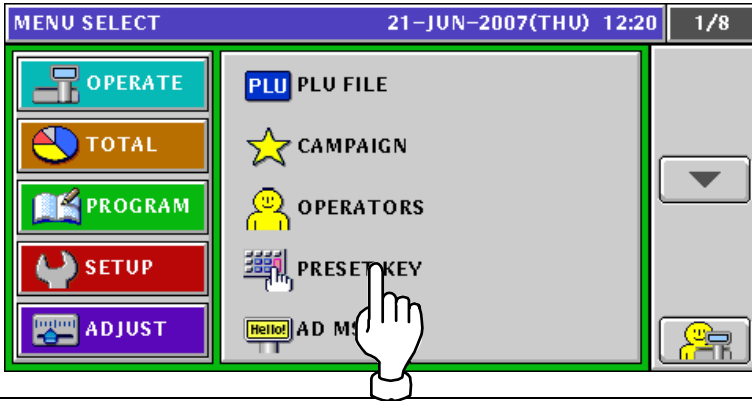 MENU SELECT 21-JUN-2007(THU) 12:20 1/8
OPERATE
TOTAL
PROGRAM
SETUP
ADJUST
PLU PLU FILE
CAMPAIGN
OPERATORS
PRESET KEY
Hello! AD